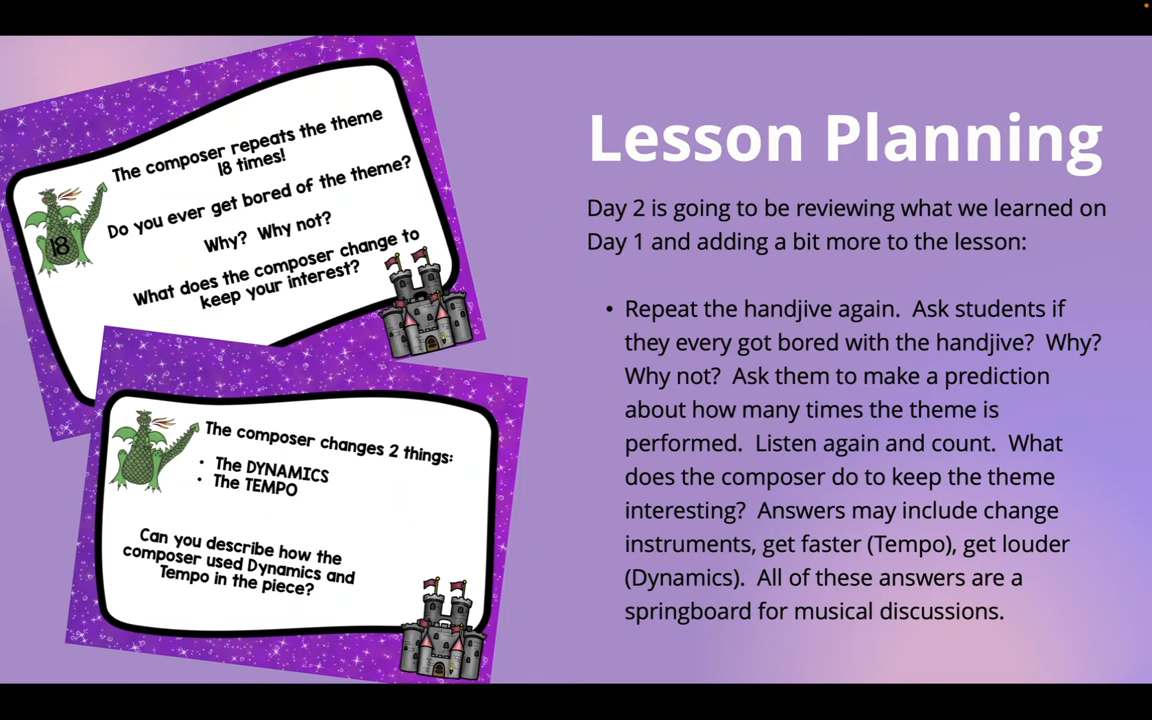 The composer repeats the theme
18 times!
Do you ever get bored of the theme?
Why?  Why not?
What does the composer change to
keep your interest?
18
The composer changes 2 things:
• The DYNAMICS
• The TEMPO
Can you describe how the
composer used Dynamics and
Tempo in the piece?
Lesson Planning
Day 2 is going to be reviewing what we learned on
Day 1 and adding a bit more to the lesson:
• Repeat the handjive again.  Ask students if
they every got bored with the handjive?  Why?
Why not?  Ask them to make a prediction
about how many times the theme is
performed.  Listen again and count.  What
does the composer do to keep the theme
interesting?  Answers may include change
instruments, get faster (Tempo), get louder
(Dynamics).  All of these answers are a
springboard for musical discussions.